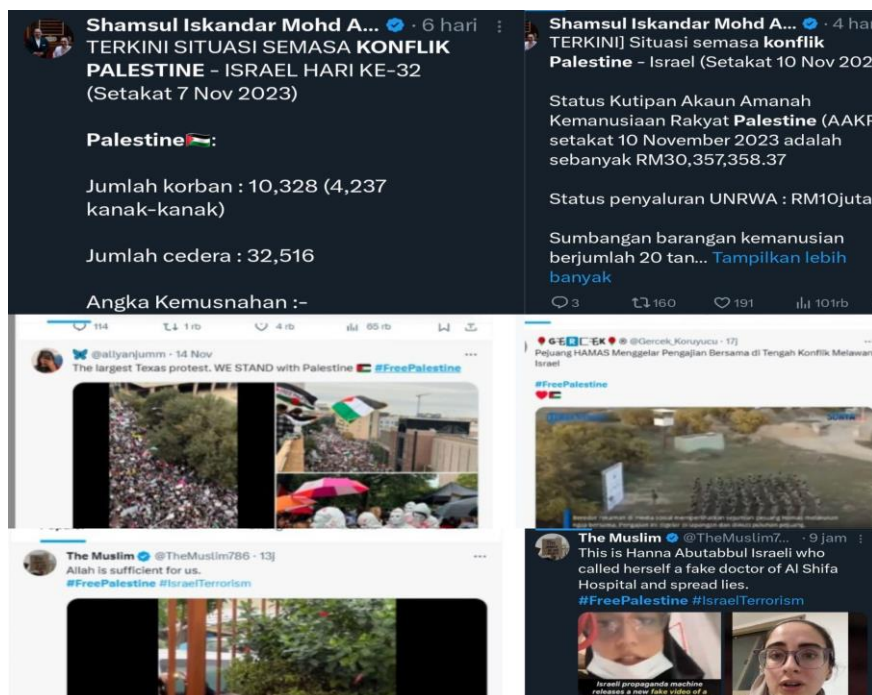 Shamsul Iskandar Mohd A... · 6 hari
TERKINI SITUASI SEMASA KONFLIK
PALESTINE - ISRAEL HARI KE-32
(Setakat 7 Nov 2023)
Palestine🇵🇸:
Jumlah korban : 10,328 (4,237
kanak-kanak)
Jumlah cedera : 32,516
Angka Kemusnahan :-
Shamsul Iskandar Mohd A... · 4 har
TERKINI] Situasi semasa konflik
Palestine - Israel (Setakat 10 Nov 202
Status Kutipan Akaun Amanah
Kemanusiaan Rakyat Palestine (AAKR
setakat 10 November 2023 adalah
sebanyak RM30,357,358.37
Status penyaluran UNRWA : RM10juta
Sumbangan barangan kemanusian
berjumlah 20 tan... Tampilkan lebih
banyak
3 160 191 101rb
114 1 rb 4 rb 65 rb
@allyanjumm · 14 Nov
The largest Texas protest. WE STAND with Palestine 🇵🇸 #FreePalestine
@Gercek_Koruyucu · 17j
Pejuang HAMAS Menggelar Pengajian Bersama di Tengah Konflik Melawan
Israel
#FreePalestine
❤️🇵🇸
The Muslim @TheMuslim786 · 13j
Allah is sufficient for us.
#FreePalestine #IsraelTerrorism
The Muslim @TheMuslim7... · 9 jam
This is Hanna Abutabbul Israeli who
called herself a fake doctor of Al Shifa
Hospital and spread lies.
#FreePalestine #IsraelTerrorism
Israeli propaganda machine
releases a new fake video of a